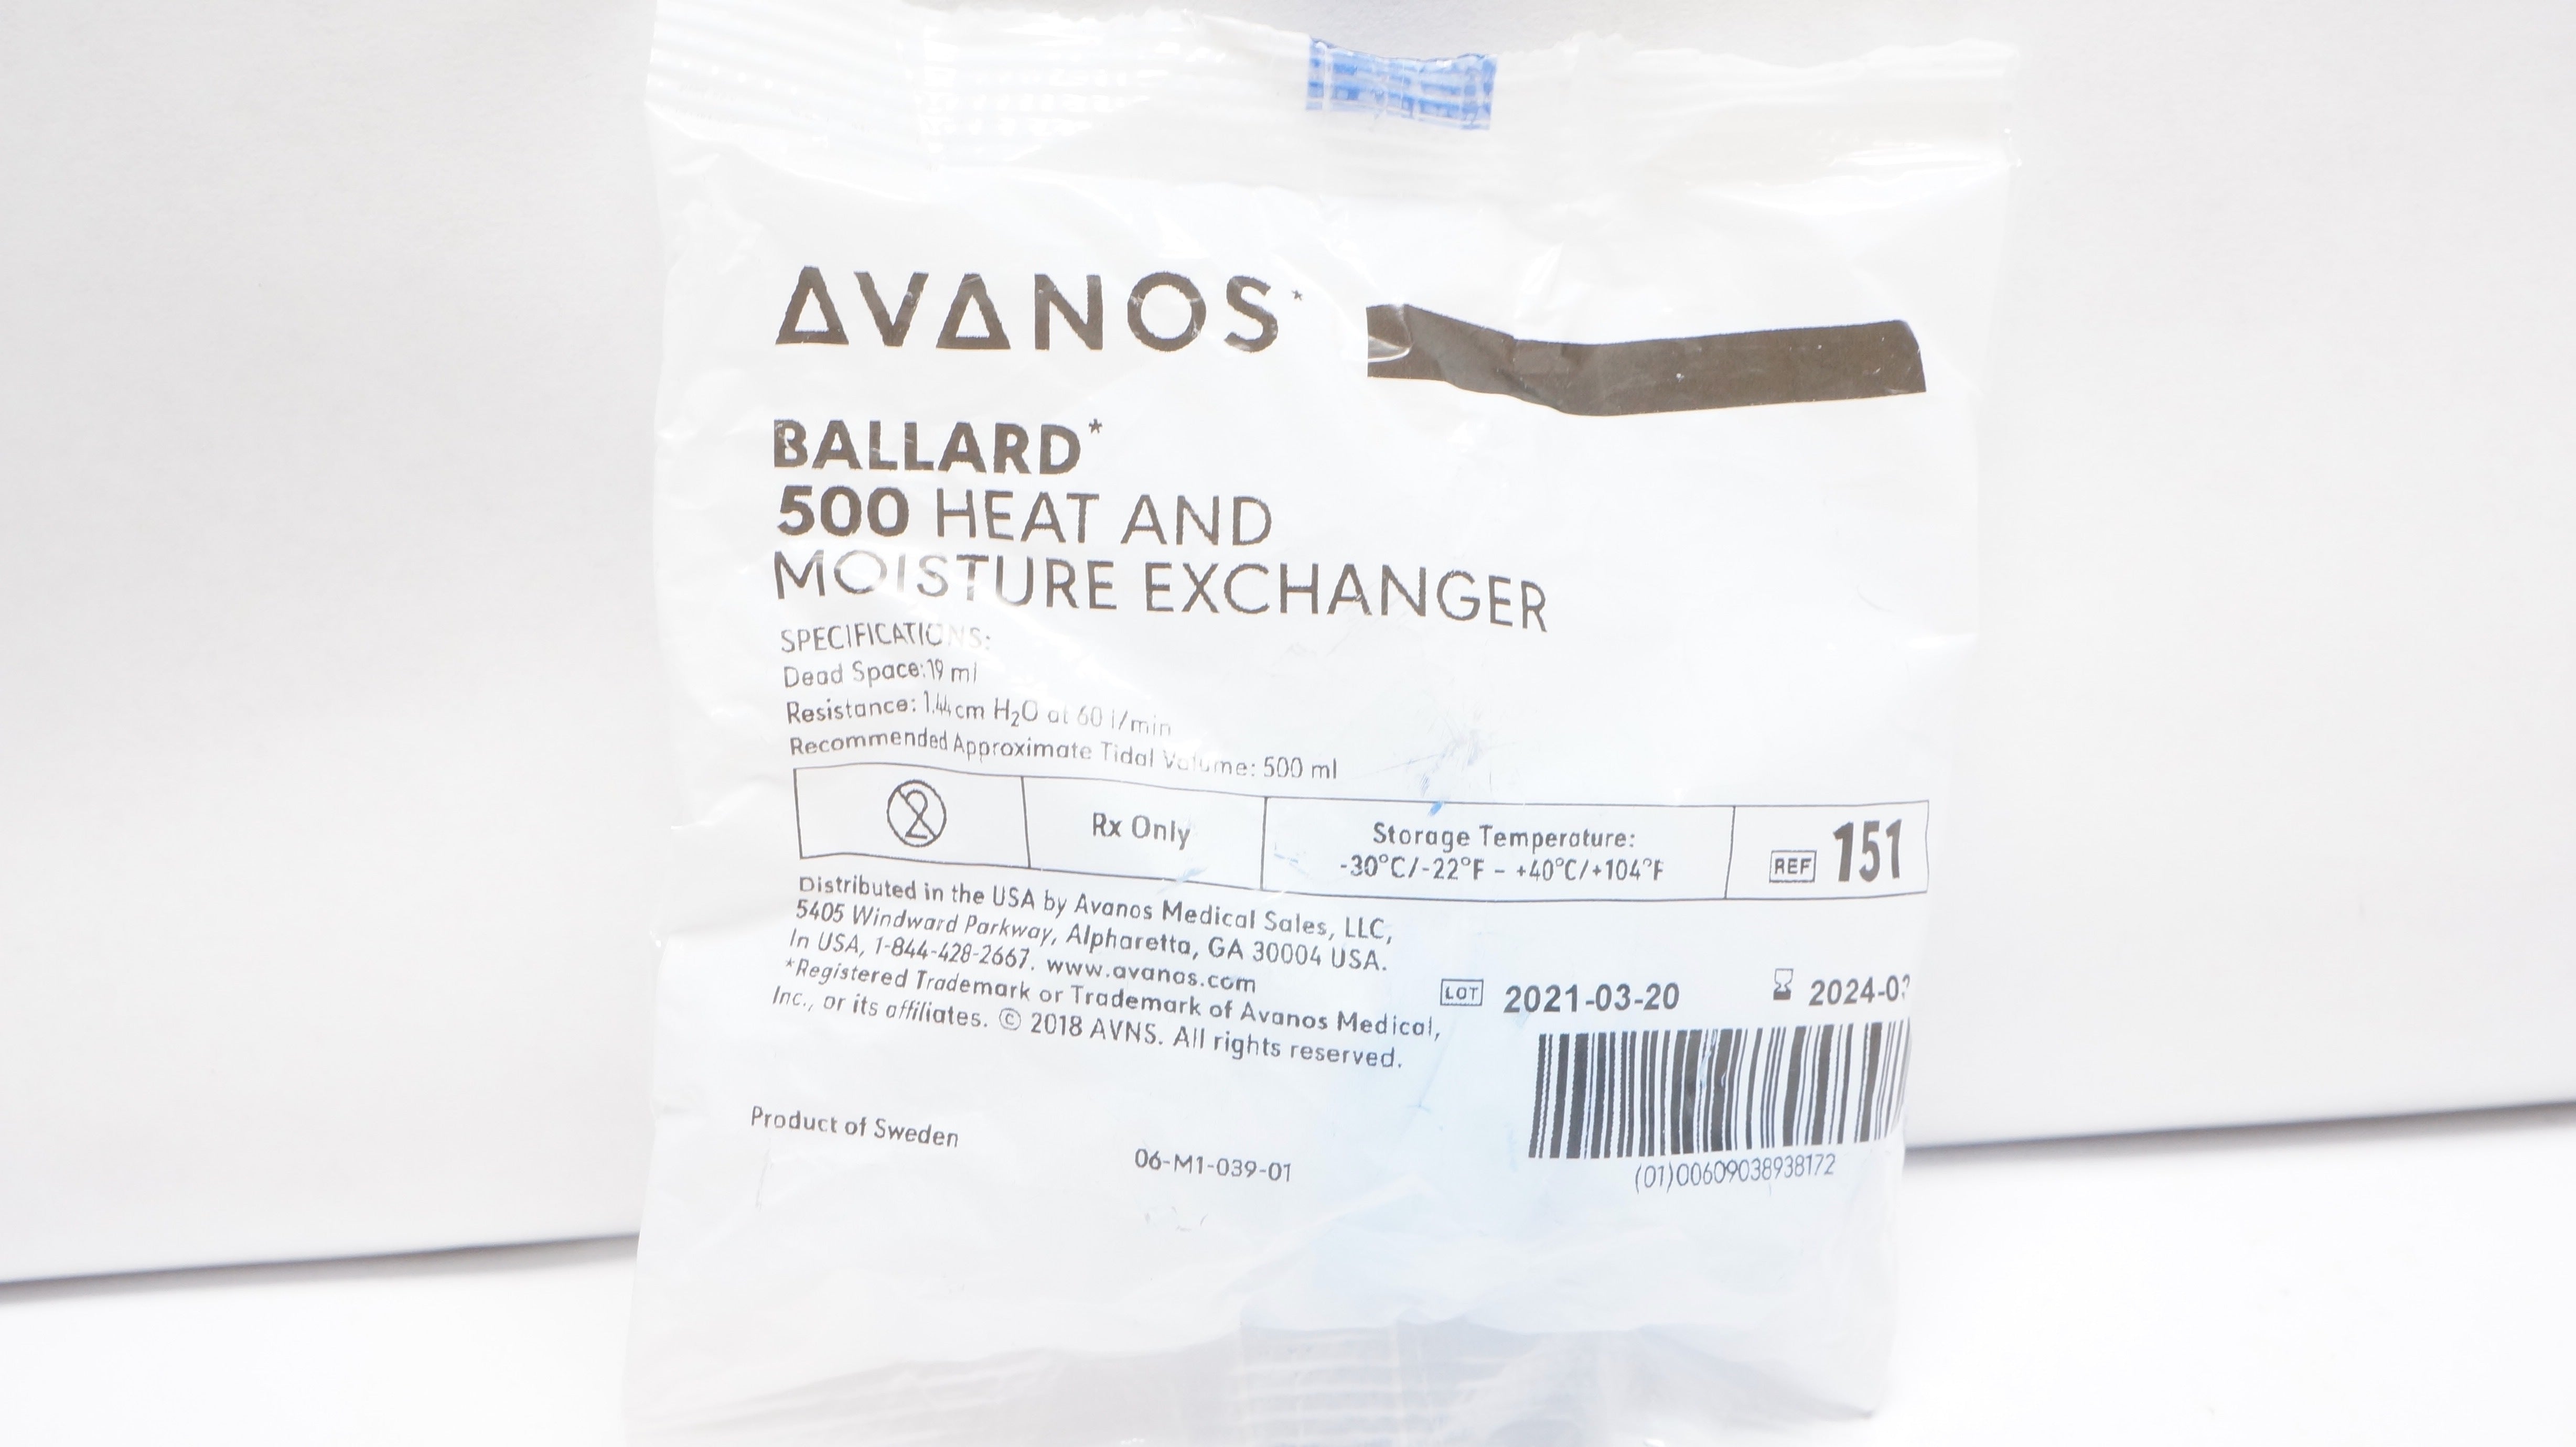 AVANOS*
BALLARD*
500 HEAT AND
MOISTURE EXCHANGER
SPECIFICATIONS:
Dead Space: 19 ml
Resistance: 1.44 cm H₂O at 60 l/min
Recommended Approximate Tidal Volume: 500 ml
2
Rx Only
Storage Temperature:
-30°C/-22°F - +40°C/+104°F
REF 151
Distributed in the USA by Avanos Medical Sales, LLC,
5405 Windward Parkway, Alpharetta, GA 30004 USA.
In USA, 1-844-428-2667. www.avanos.com
*Registered Trademark or Trademark of Avanos Medical,
Inc., or its affiliates. © 2018 AVNS. All rights reserved.
LOT 2021-03-20
2024-0
(01)00609038938172
Product of Sweden
06-M1-039-01